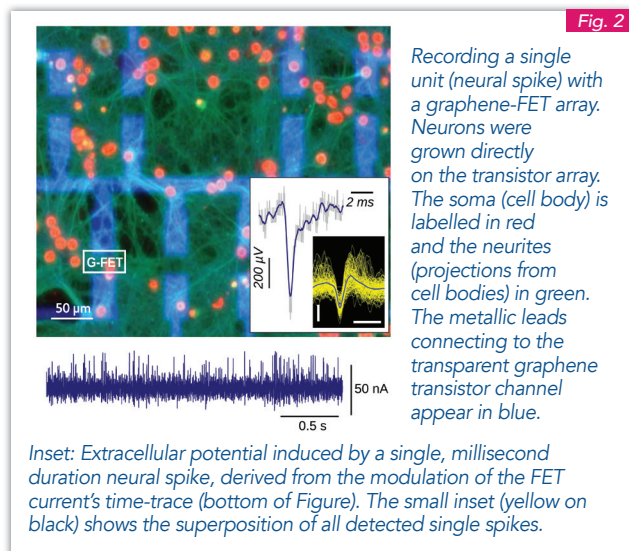 Fig. 2
Recording a single
unit (neural spike) with
a graphene-FET array.
Neurons were
grown directly
on the transistor array.
The soma (cell body) is
labelled in red
and the neurites
(projections from
cell bodies) in green.
The metallic leads
connecting to the
transparent graphene
transistor channel
appear in blue.
2 ms
200 µV
G-FET
50 µm
50 nA
0.5 s
Inset: Extracellular potential induced by a single, millisecond
duration neural spike, derived from the modulation of the FET
current's time-trace (bottom of Figure). The small inset (yellow on
black) shows the superposition of all detected single spikes.